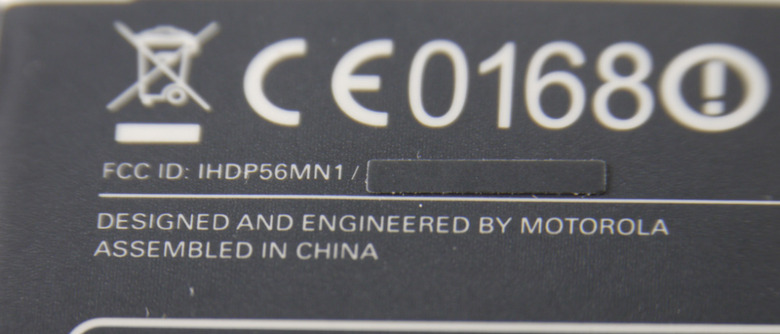 CE0168
FCC ID: IHDP56MN1 /
DESIGNED AND ENGINEERED BY MOTOROLA
ASSEMBLED IN CHINA